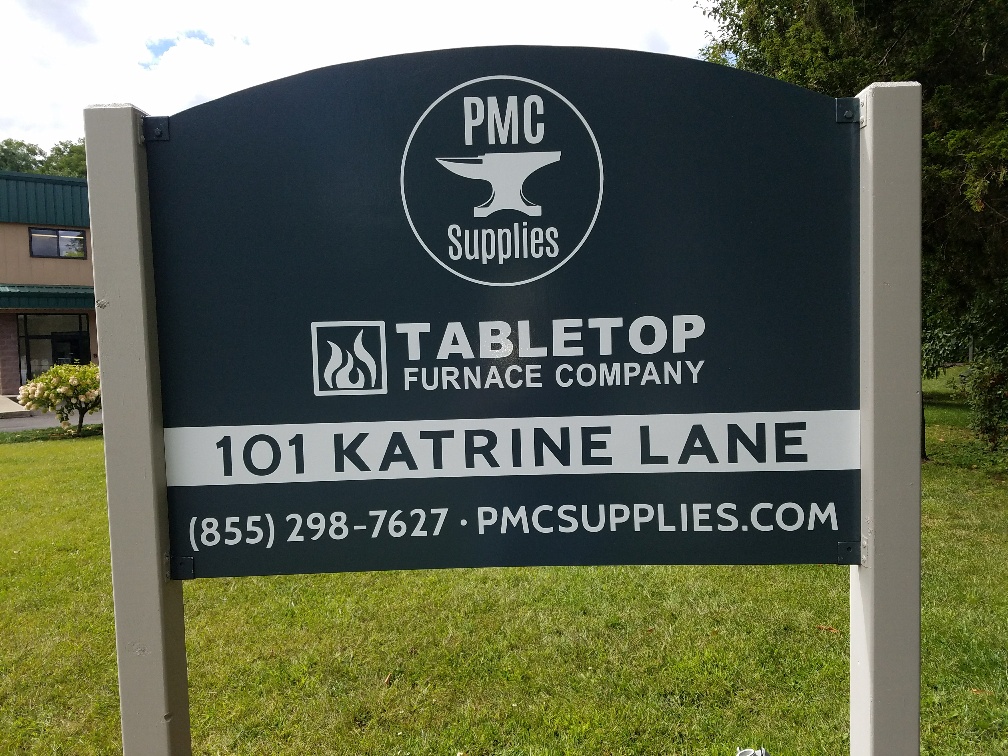 PMC
Supplies
TABLETOP
FURNACE COMPANY
101 KATRINE LANE
(855) 298-7627 · PMCSUPPLIES.COM